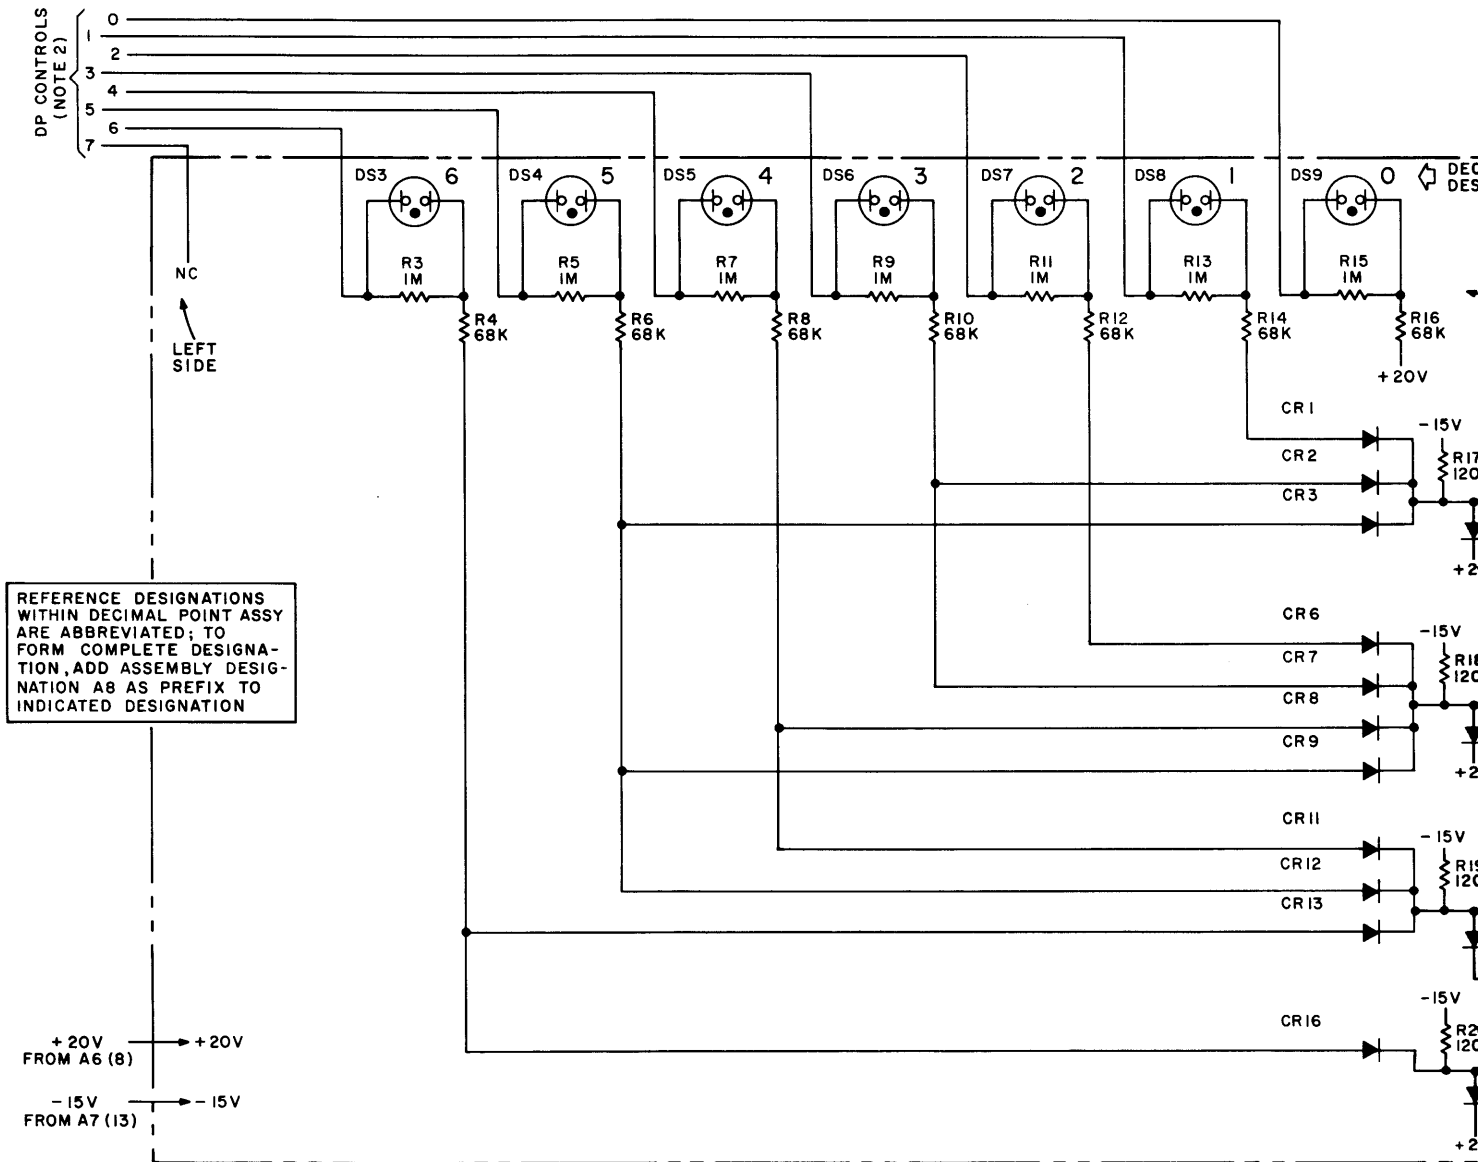 DP CONTROLS
(NOTE 2)
0
1
2
3
4
5
6
7
DS3 6
DS4 5
DS5 4
DS6 3
DS7 2
DS8 1
DS9 0
NC
LEFT
SIDE
R3
1M
R5
1M
R7
1M
R9
1M
R11
1M
R13
1M
R15
1M
R4
68K
R6
68K
R8
68K
R10
68K
R12
68K
R14
68K
R16
68K
+20V
CR1
CR2
CR3
-15V
CR6
CR7
CR8
CR9
-15V
CR11
CR12
CR13
-15V
CR16
-15V
REFERENCE DESIGNATIONS
WITHIN DECIMAL POINT ASSY
ARE ABBREVIATED; TO
FORM COMPLETE DESIGNA-
TION, ADD ASSEMBLY DESIG-
NATION A8 AS PREFIX TO
INDICATED DESIGNATION
+20V +20V
FROM A6 (8)
-15V -15V
FROM A7 (13)
R17